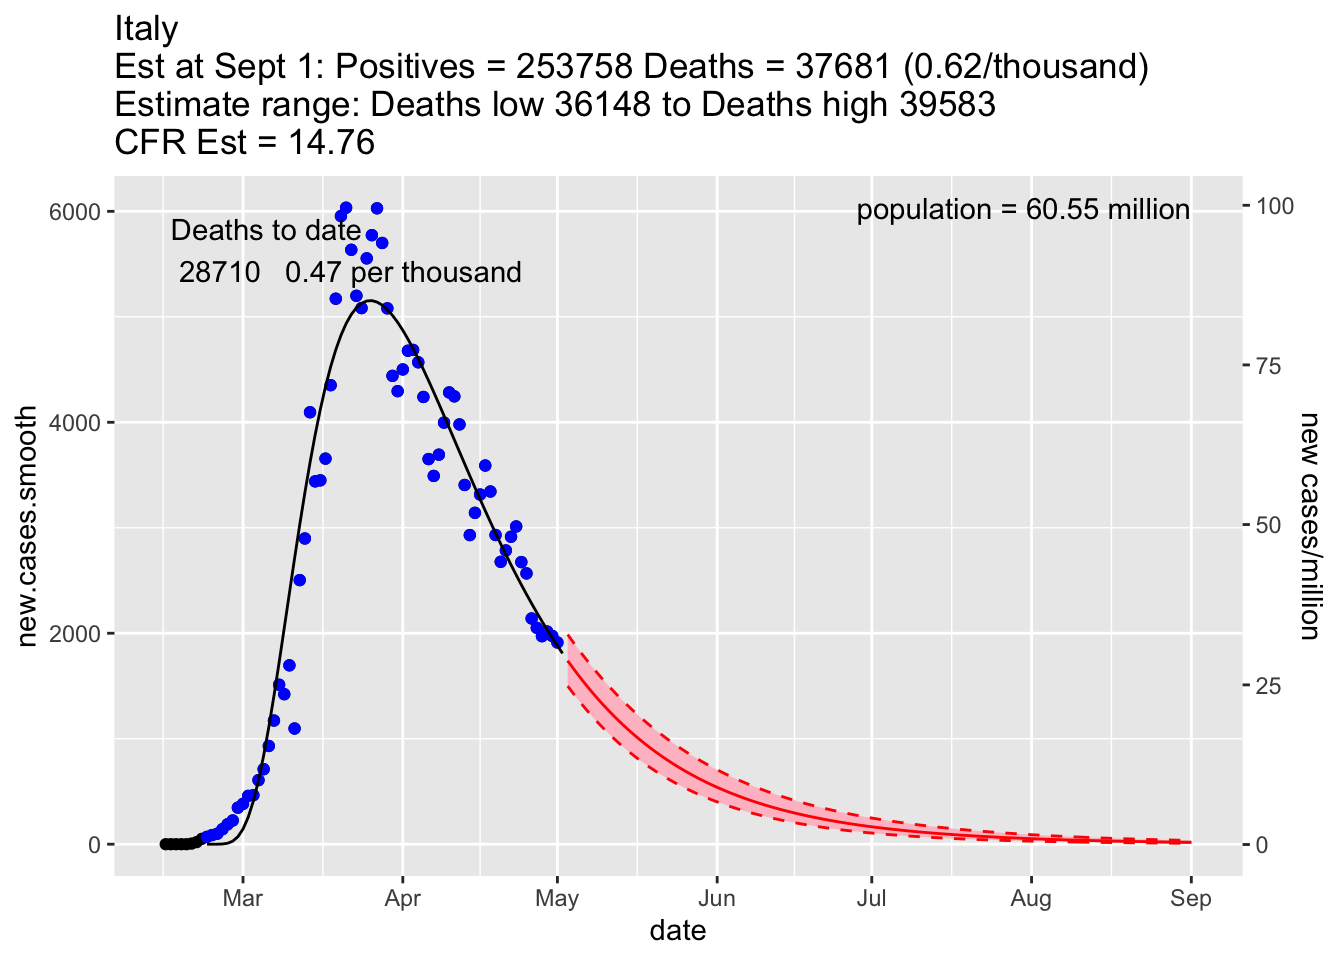 Italy
Est at Sept 1: Positives = 253758 Deaths = 37681 (0.62/thousand)
Estimate range: Deaths low 36148 to Deaths high 39583
CFR Est = 14.76
population = 60.55 million
Deaths to date
28710 0.47 per thousand
new.cases.smooth
6000
4000
2000
0
100
75
50
25
0
new cases/million
Mar Apr May Jun Jul Aug Sep
date